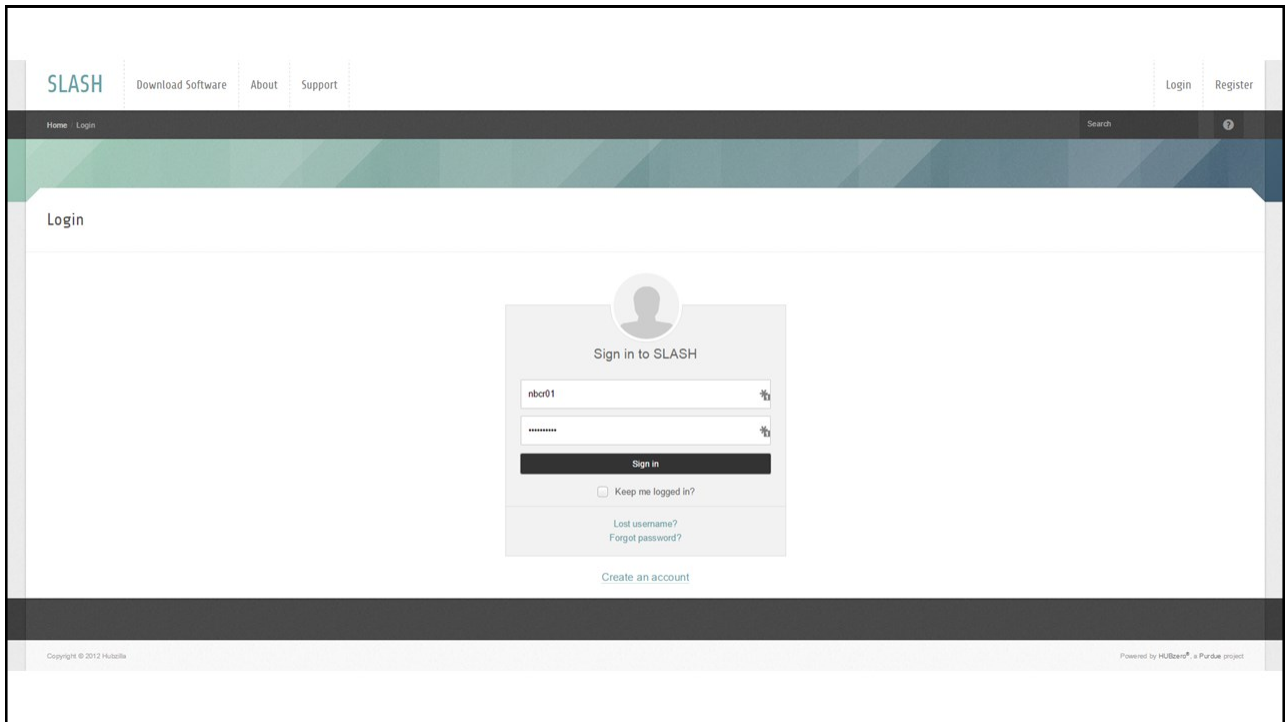 SLASH Download Software About Support Login Register
Home / Login Search ?
Login
Sign in to SLASH
nbcr01
••••••••••
Sign in
Keep me logged in?
Lost username?
Forgot password?
Create an account
Copyright © 2012 Hubzilla Powered by HUBzero®, a Purdue project